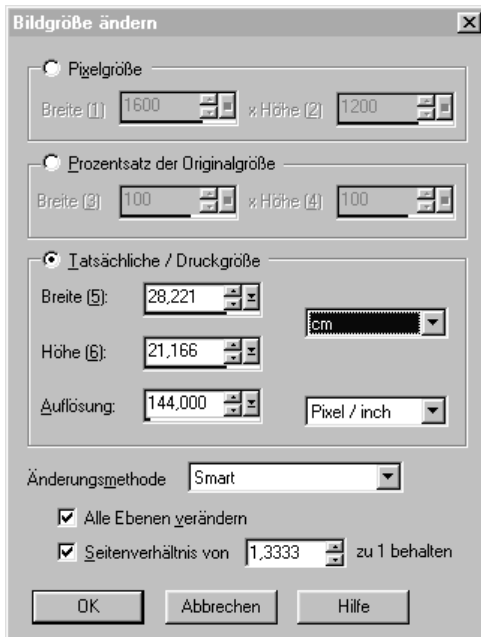 Bildgröße ändern
Pixelgröße
Breite (1) 1600 x Höhe (2) 1200
Prozentsatz der Originalgröße
Breite (3) 100 x Höhe (4) 100
Tatsächliche / Druckgröße
Breite (5): 28,221 cm
Höhe (6): 21,166
Auflösung: 144,000 Pixel / inch
Änderungsmethode Smart
Alle Ebenen verändern
Seitenverhältnis von 1,3333 zu 1 behalten
OK Abbrechen Hilfe